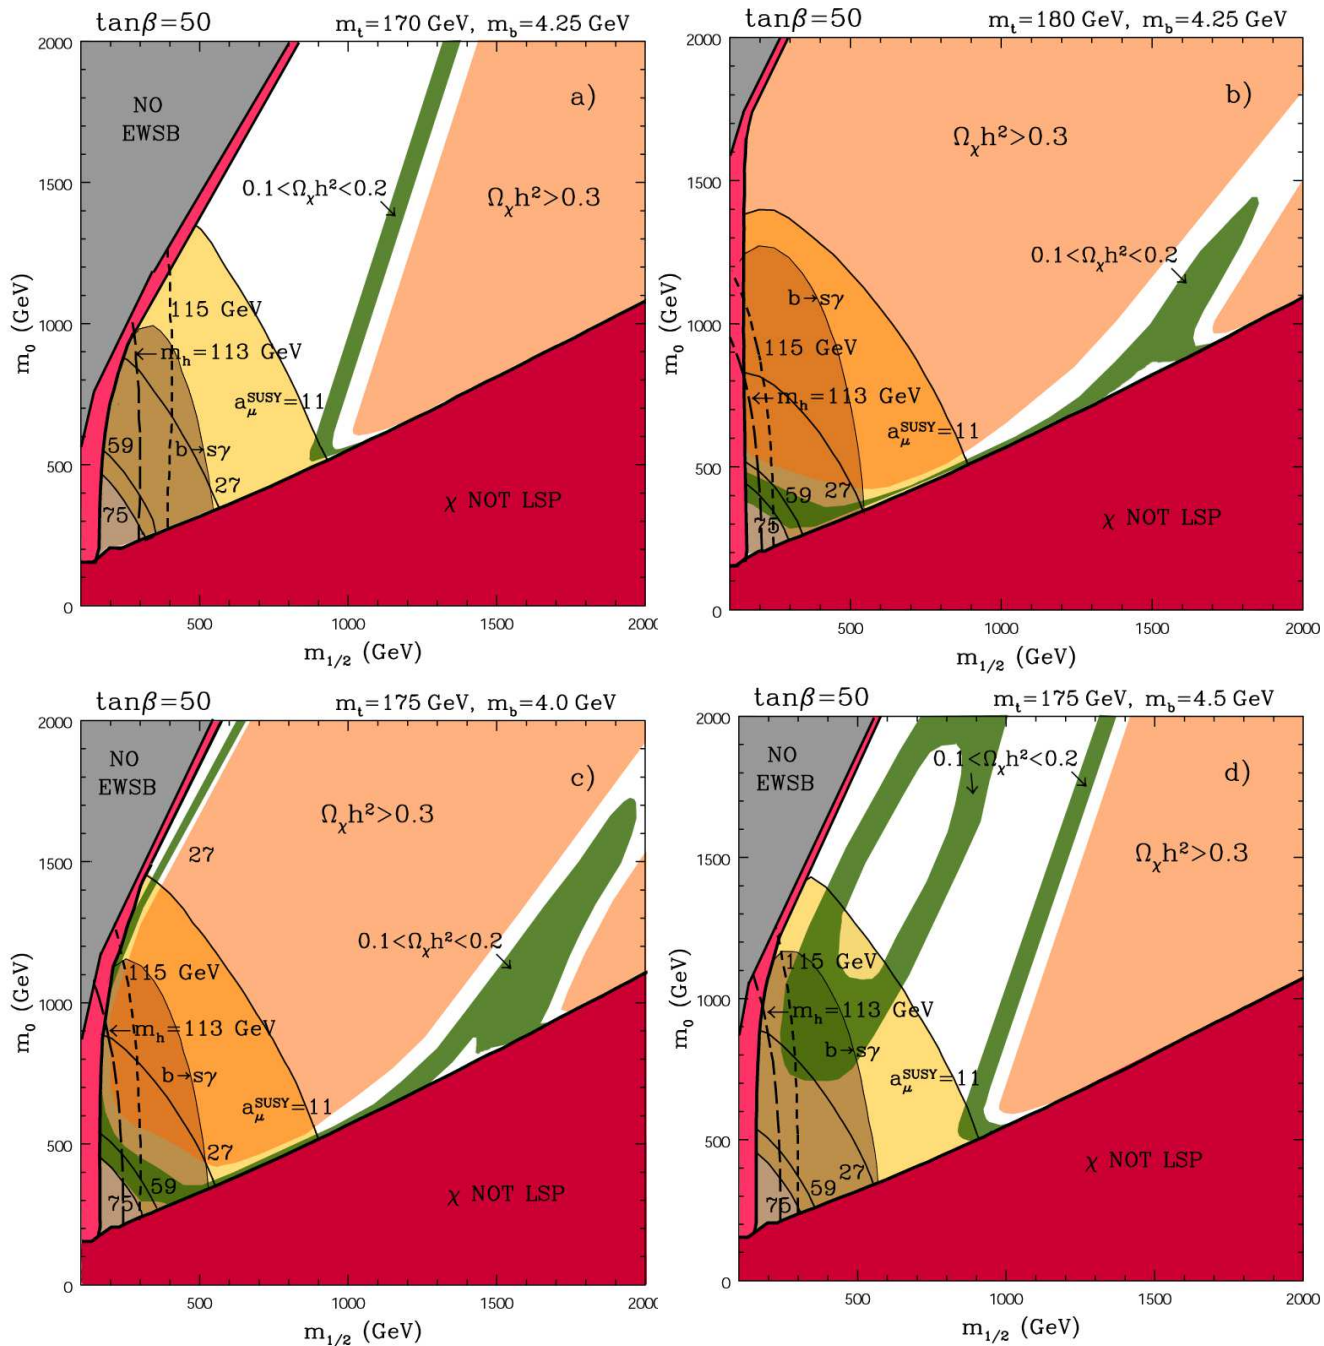 tanβ=50 m_t=170 GeV, m_b=4.25 GeV
2000
NO
EWSB
a)
1500
0.1<Ω_χh²<0.2
Ω_χh²>0.3
m_0 (GeV)
115 GeV
1000
m_h=113 GeV
a_μ^SUSY=11
59
b→sγ
500
27
75
χ NOT LSP
0
500 1000 1500 2000
m_1/2 (GeV)
tanβ=50 m_t=180 GeV, m_b=4.25 GeV
2000
b)
Ω_χh²>0.3
1500
0.1<Ω_χh²<0.2
b→sγ
m_0 (GeV)
1000
115 GeV
m_h=113 GeV
a_μ^SUSY=11
500
59 27
75
χ NOT LSP
0
500 1000 1500 2000
m_1/2 (GeV)
tanβ=50 m_t=175 GeV, m_b=4.0 GeV
2000
NO
EWSB
c)
Ω_χh²>0.3
27
1500
0.1<Ω_χh²<0.2
115 GeV
m_0 (GeV)
1000
m_h=113 GeV
b→sγ
a_μ^SUSY=11
500
27
59
75
χ NOT LSP
0
500 1000 1500 2000
m_1/2 (GeV)
tanβ=50 m_t=175 GeV, m_b=4.5 GeV
2000
NO
EWSB
0.1<Ω_χh²<0.2
d)
1500
Ω_χh²>0.3
115 GeV
m_0 (GeV)
1000
m_h=113 GeV
b→sγ
a_μ^SUSY=11
500
27
59
75
χ NOT LSP
0
500 1000 1500 2000
m_1/2 (GeV)